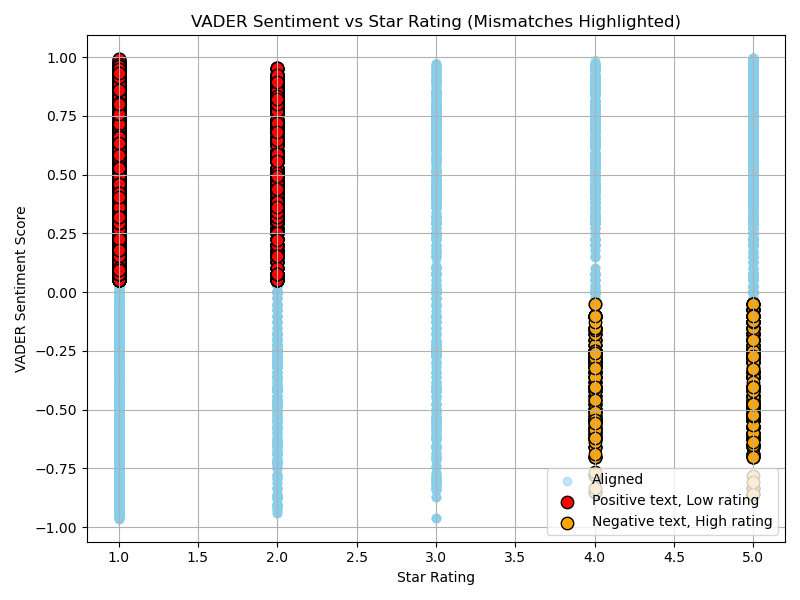 VADER Sentiment vs Star Rating (Mismatches Highlighted)
VADER Sentiment Score
1.00
0.75
0.50
0.25
0.00
−0.25
−0.50
−0.75
−1.00
Aligned
Positive text, Low rating
Negative text, High rating
1.0 1.5 2.0 2.5 3.0 3.5 4.0 4.5 5.0
Star Rating